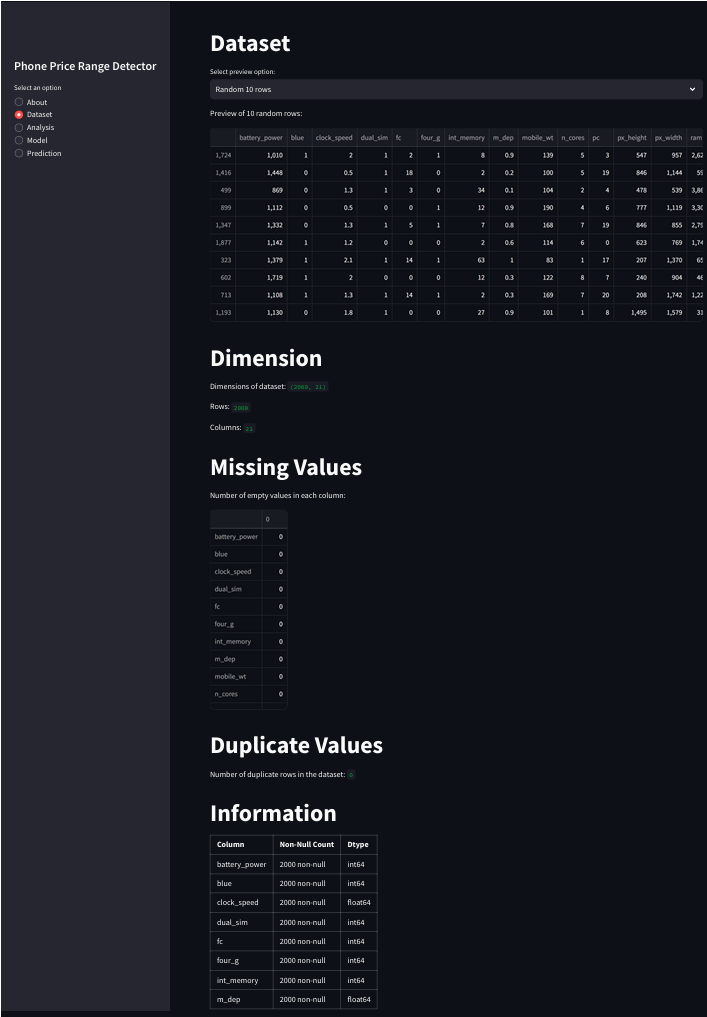 Phone Price Range Detector
Select an option
About
Dataset
Analysis
Model
Prediction
Dataset
Select preview option:
Random 10 rows
Preview of 10 random rows:
battery_power blue clock_speed dual_sim fc four_g int_memory m_dep mobile_wt n_cores pc px_height px_width ram
1,724 1,010 1 2 1 2 1 8 0.9 139 5 3 547 957 2,62
1,416 1,448 0 0.5 1 18 0 2 0.2 100 5 19 846 1,144 59
499 869 0 1.3 1 3 0 34 0.1 104 2 4 478 539 3,86
899 1,112 0 0.5 0 0 1 12 0.9 190 4 6 777 1,119 3,30
1,347 1,332 0 1.3 1 5 1 7 0.8 168 7 19 846 855 2,79
1,877 1,142 1 1.2 0 0 0 2 0.6 114 6 0 623 769 1,74
323 1,379 1 2.1 1 14 1 63 1 83 1 17 207 1,370 65
602 1,719 1 2 0 0 0 12 0.3 122 8 7 240 904 46
713 1,108 1 1.3 1 14 1 2 0.3 169 7 20 208 1,742 1,22
1,193 1,130 0 1.8 1 0 0 27 0.9 101 1 8 1,495 1,579 31
Dimension
Dimensions of dataset: (2000, 21)
Rows: 2000
Columns: 21
Missing Values
Number of empty values in each column:
0
battery_power 0
blue 0
clock_speed 0
dual_sim 0
fc 0
four_g 0
int_memory 0
m_dep 0
mobile_wt 0
n_cores 0
Duplicate Values
Number of duplicate rows in the dataset: 0
Information
Column Non-Null Count Dtype
battery_power 2000 non-null int64
blue 2000 non-null int64
clock_speed 2000 non-null float64
dual_sim 2000 non-null int64
fc 2000 non-null int64
four_g 2000 non-null int64
int_memory 2000 non-null int64
m_dep 2000 non-null float64